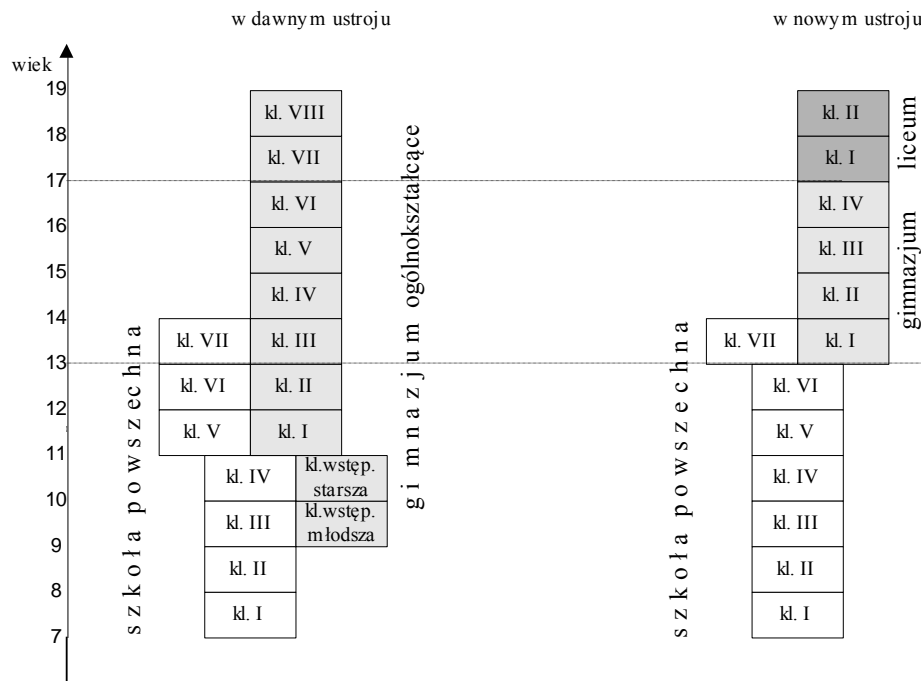 w dawnym ustroju
w nowym ustroju
wiek
19
18
17
16
15
14
13
12
11
10
9
8
7
kl. VIII
kl. VII
kl. VI
kl. V
kl. IV
kl. VII
kl. III
kl. VI
kl. II
kl. V
kl. I
kl. IV
kl.wstęp.
starsza
kl. III
kl.wstęp.
młodsza
kl. II
kl. I
szkoła powszechna
gimnazjum ogólnokształcące
kl. II
kl. I
kl. IV
kl. III
kl. II
kl. VII
kl. I
kl. VI
kl. V
kl. IV
kl. III
kl. II
kl. I
szkoła powszechna
gimnazjum
liceum